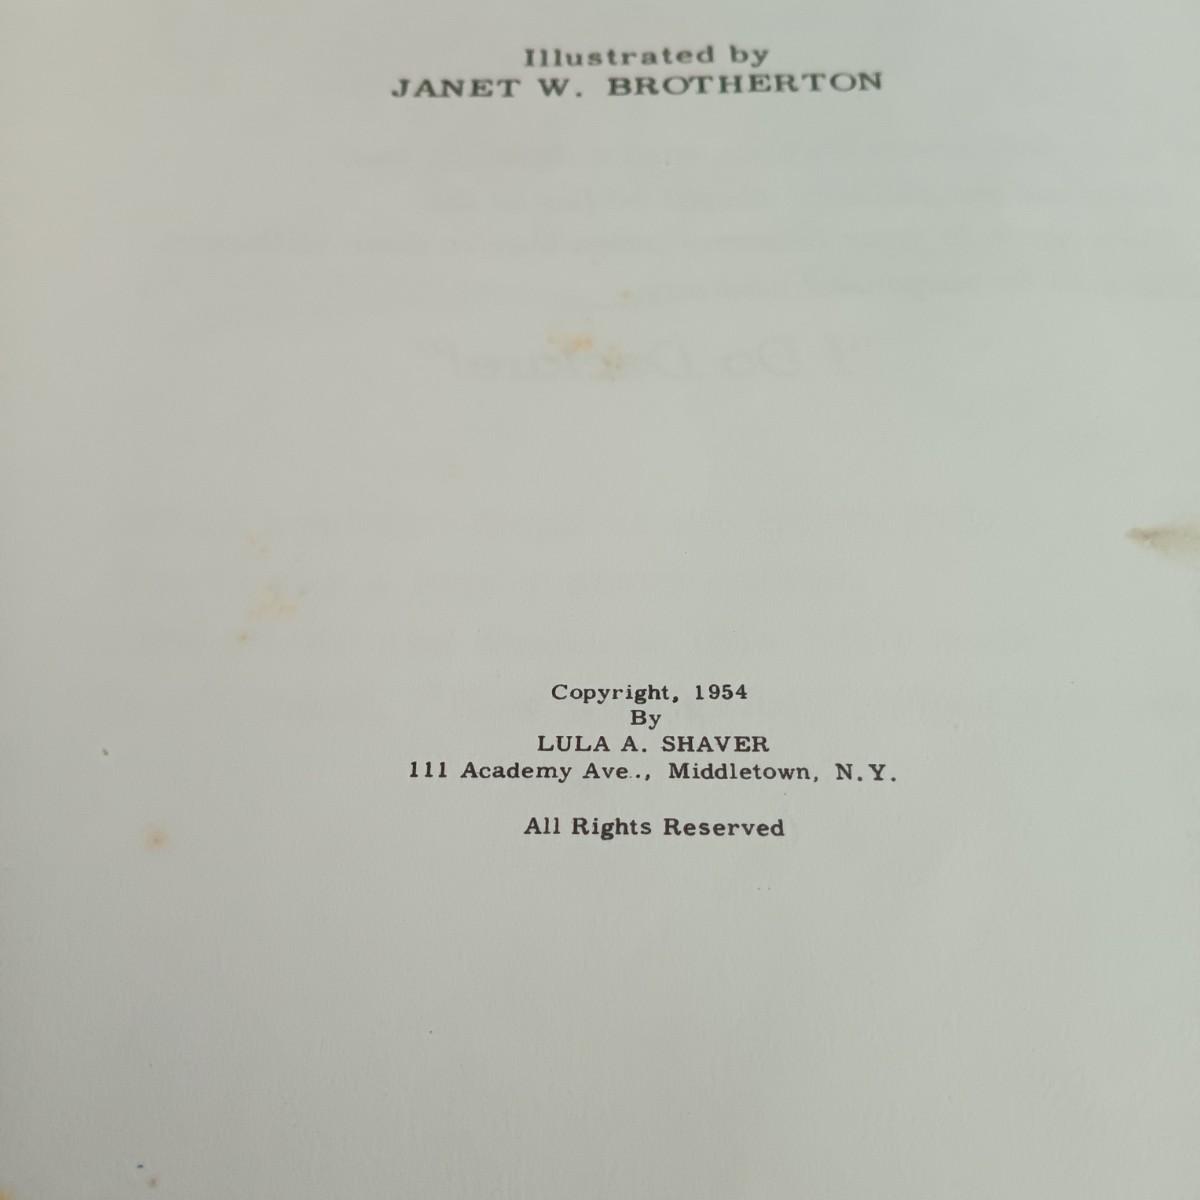 Illustrated by
JANET W. BROTHERTON
Copyright, 1954
By
LULA A. SHAVER
111 Academy Ave.., Middletown, N.Y.
All Rights Reserved